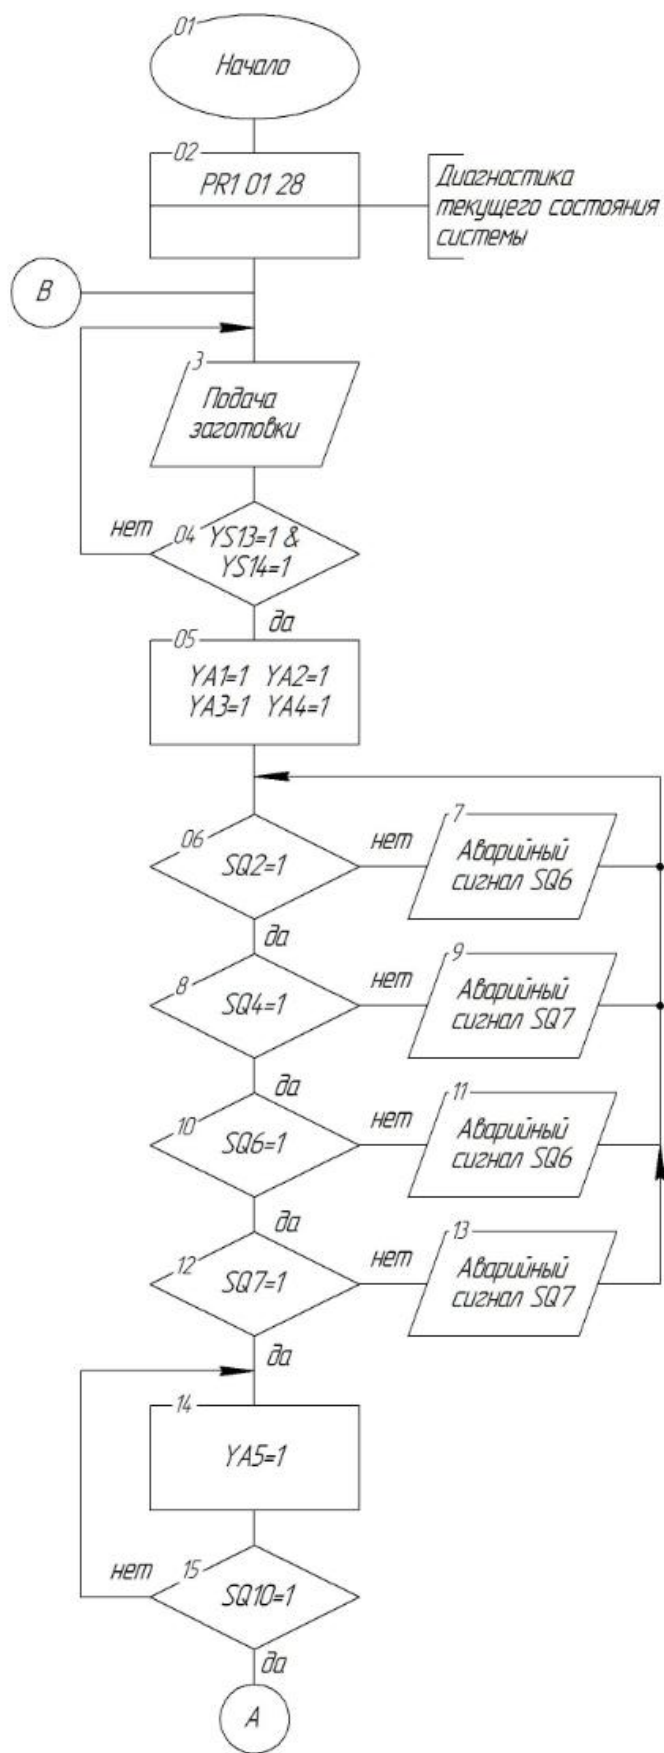 01
Начало
02
PR1 01 28
Диагностика
текущего состояния
системы
В
3
Подача
заготовки
нет
04
YS13=1 &
YS14=1
да
05
YA1=1 YA2=1
YA3=1 YA4=1
06
SQ2=1
нет
7
Аварийный
сигнал SQ6
да
8
SQ4=1
нет
9
Аварийный
сигнал SQ7
да
10
SQ6=1
нет
11
Аварийный
сигнал SQ6
да
12
SQ7=1
нет
13
Аварийный
сигнал SQ7
да
14
YA5=1
нет
15
SQ10=1
да
А